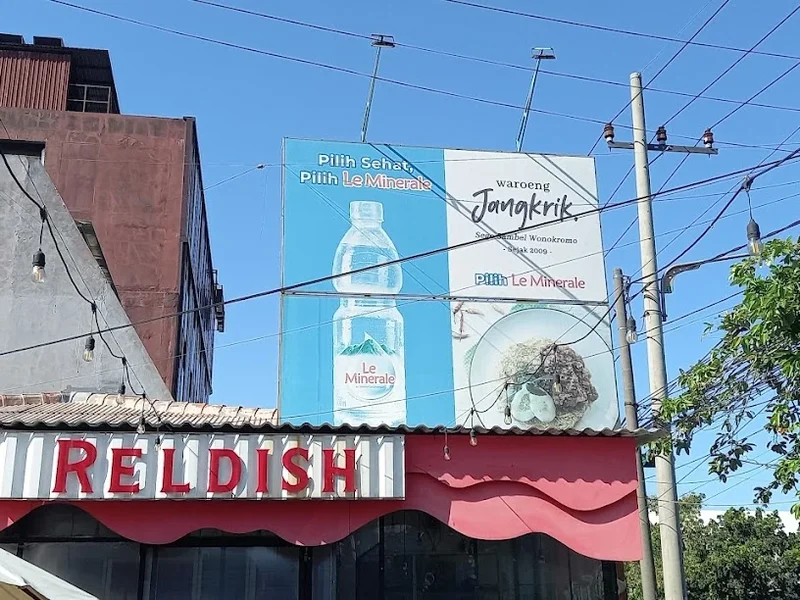 Pilih Sehat,
Pilih Le Minerale
waroeng
Jangkrik.
Sego Sambel Wonokromo
- Sejak 2009 -
Pilih Le Minerale
Le
Minerale
RELDISH